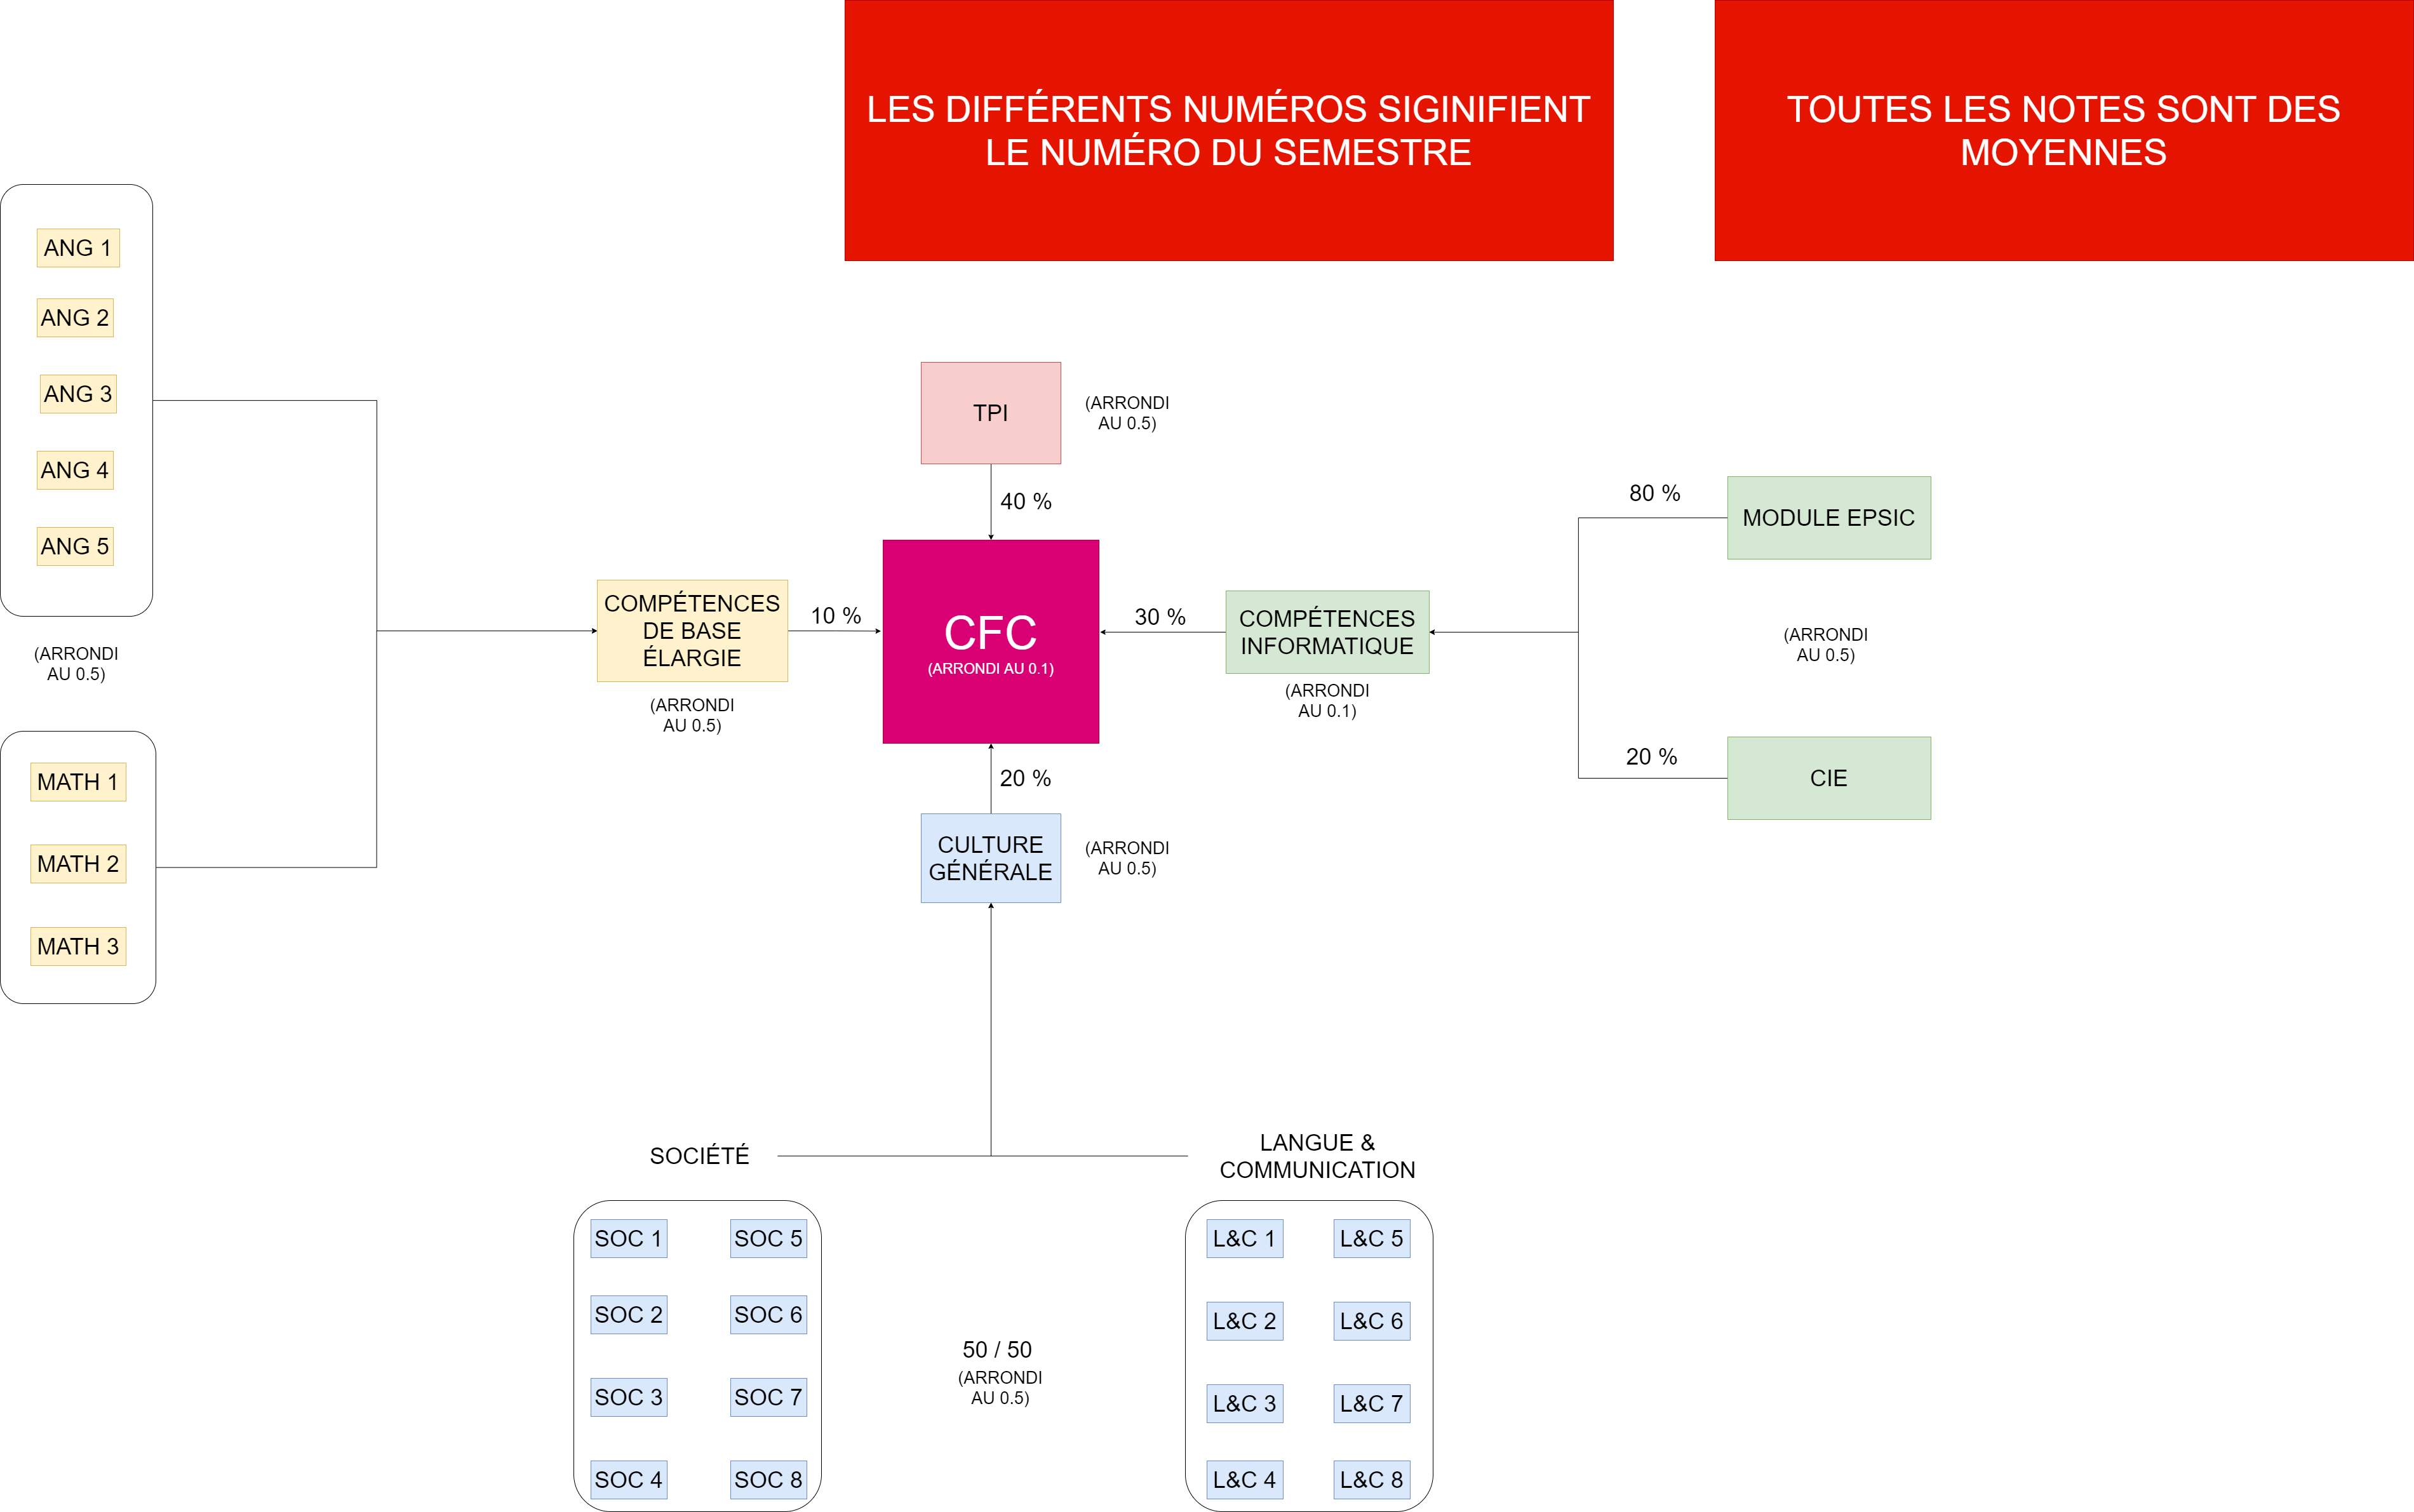 LES DIFFÉRENTS NUMÉROS SIGINIFIENT
LE NUMÉRO DU SEMESTRE
TOUTES LES NOTES SONT DES
MOYENNES
ANG 1
ANG 2
ANG 3
ANG 4
ANG 5
(ARRONDI
AU 0.5)
MATH 1
MATH 2
MATH 3
COMPÉTENCES
DE BASE
ÉLARGIE
(ARRONDI
AU 0.5)
10 %
TPI
(ARRONDI
AU 0.5)
40 %
CFC
(ARRONDI AU 0.1)
30 %
COMPÉTENCES
INFORMATIQUE
(ARRONDI
AU 0.1)
80 %
MODULE EPSIC
(ARRONDI
AU 0.5)
20 %
CIE
20 %
CULTURE
GÉNÉRALE
(ARRONDI
AU 0.5)
SOCIÉTÉ
SOC 1
SOC 5
SOC 2
SOC 6
SOC 3
SOC 7
SOC 4
SOC 8
50 / 50
(ARRONDI
AU 0.5)
LANGUE &
COMMUNICATION
L&C 1
L&C 5
L&C 2
L&C 6
L&C 3
L&C 7
L&C 4
L&C 8